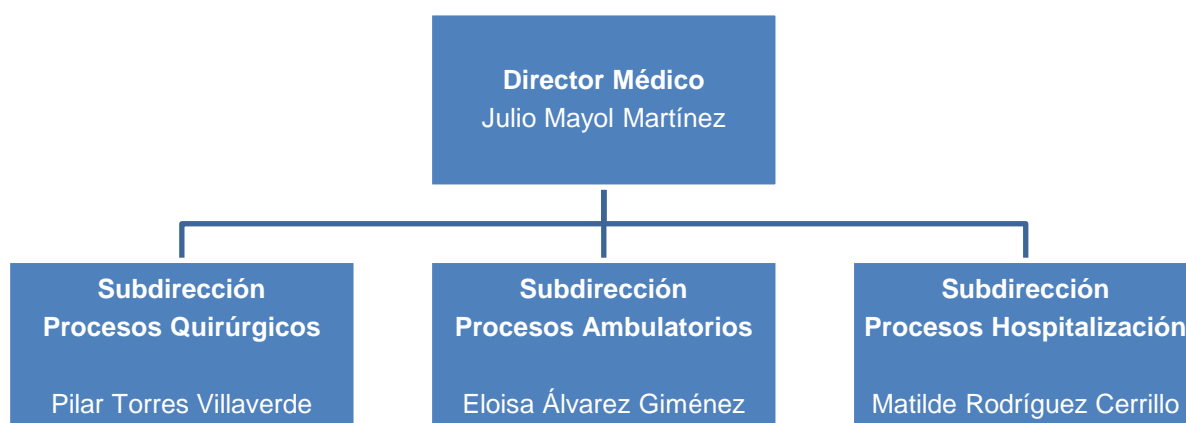 Director Médico
Julio Mayol Martínez
Subdirección
Procesos Quirúrgicos
Pilar Torres Villaverde
Subdirección
Procesos Ambulatorios
Eloisa Álvarez Giménez
Subdirección
Procesos Hospitalización
Matilde Rodríguez Cerrillo